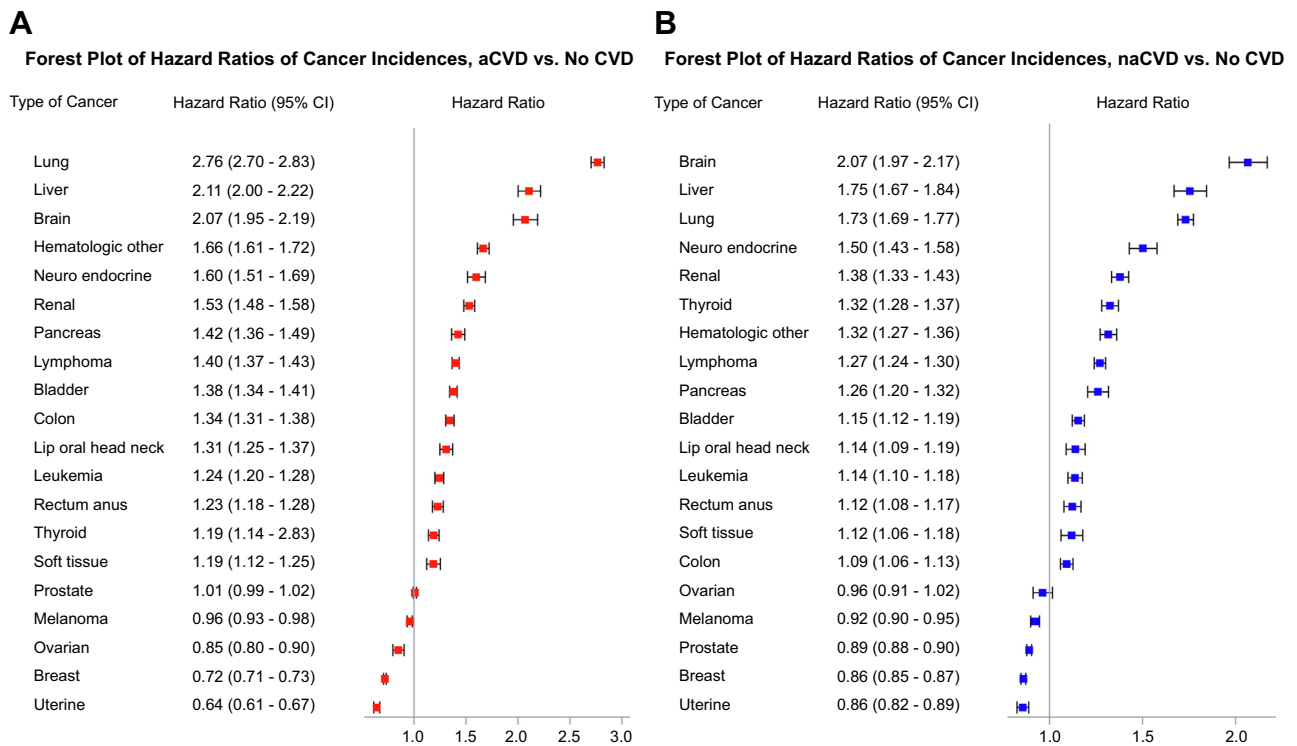 A
Forest Plot of Hazard Ratios of Cancer Incidences, aCVD vs. No CVD
Type of Cancer Hazard Ratio (95% CI) Hazard Ratio
Lung 2.76 (2.70 - 2.83)
Liver 2.11 (2.00 - 2.22)
Brain 2.07 (1.95 - 2.19)
Hematologic other 1.66 (1.61 - 1.72)
Neuro endocrine 1.60 (1.51 - 1.69)
Renal 1.53 (1.48 - 1.58)
Pancreas 1.42 (1.36 - 1.49)
Lymphoma 1.40 (1.37 - 1.43)
Bladder 1.38 (1.34 - 1.41)
Colon 1.34 (1.31 - 1.38)
Lip oral head neck 1.31 (1.25 - 1.37)
Leukemia 1.24 (1.20 - 1.28)
Rectum anus 1.23 (1.18 - 1.28)
Thyroid 1.19 (1.14 - 2.83)
Soft tissue 1.19 (1.12 - 1.25)
Prostate 1.01 (0.99 - 1.02)
Melanoma 0.96 (0.93 - 0.98)
Ovarian 0.85 (0.80 - 0.90)
Breast 0.72 (0.71 - 0.73)
Uterine 0.64 (0.61 - 0.67)
1.0 1.5 2.0 2.5 3.0
B
Forest Plot of Hazard Ratios of Cancer Incidences, naCVD vs. No CVD
Type of Cancer Hazard Ratio (95% CI) Hazard Ratio
Brain 2.07 (1.97 - 2.17)
Liver 1.75 (1.67 - 1.84)
Lung 1.73 (1.69 - 1.77)
Neuro endocrine 1.50 (1.43 - 1.58)
Renal 1.38 (1.33 - 1.43)
Thyroid 1.32 (1.28 - 1.37)
Hematologic other 1.32 (1.27 - 1.36)
Lymphoma 1.27 (1.24 - 1.30)
Pancreas 1.26 (1.20 - 1.32)
Bladder 1.15 (1.12 - 1.19)
Lip oral head neck 1.14 (1.09 - 1.19)
Leukemia 1.14 (1.10 - 1.18)
Rectum anus 1.12 (1.08 - 1.17)
Soft tissue 1.12 (1.06 - 1.18)
Colon 1.09 (1.06 - 1.13)
Ovarian 0.96 (0.91 - 1.02)
Melanoma 0.92 (0.90 - 0.95)
Prostate 0.89 (0.88 - 0.90)
Breast 0.86 (0.85 - 0.87)
Uterine 0.86 (0.82 - 0.89)
1.0 1.5 2.0